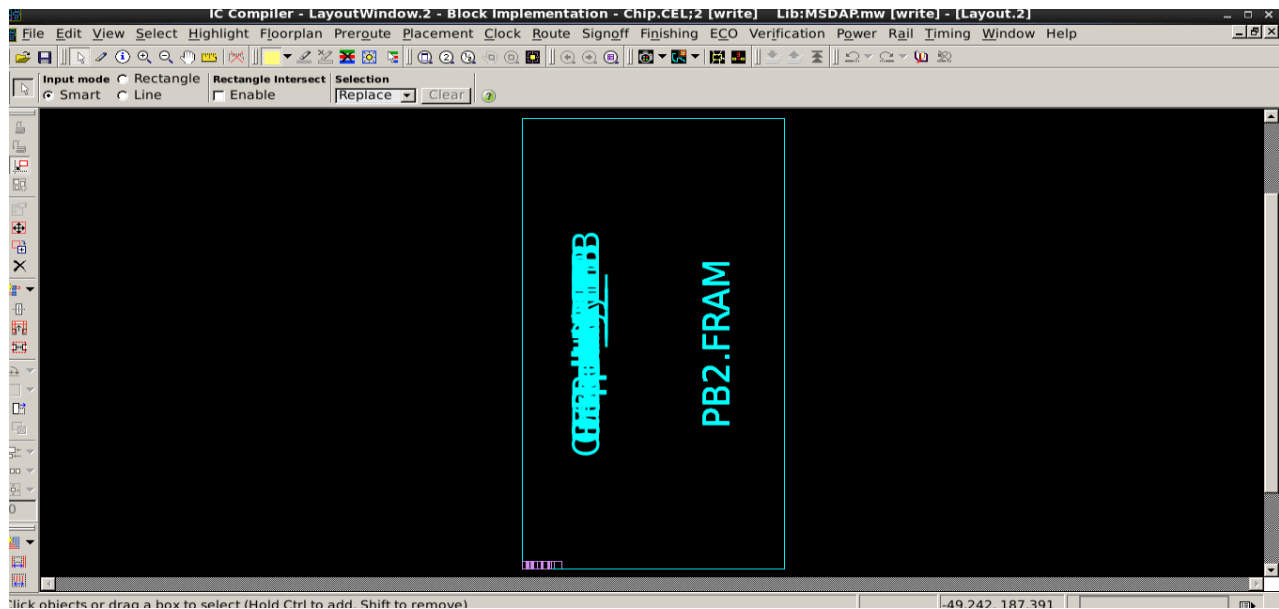 IC Compiler - LayoutWindow.2 - Block Implementation - Chip.CEL;2 [write] Lib:MSDAP.mw [write] - [Layout.2]
File Edit View Select Highlight Floorplan Preroute Placement Clock Route Signoff Finishing ECO Verification Power Rail Timing Window Help
Input mode Rectangle Rectangle Intersect Selection
Smart Line Enable Replace Clear
PB2.FRAM
0
Click objects or drag a box to select (Hold Ctrl to add, Shift to remove)
-49.242, 187.391